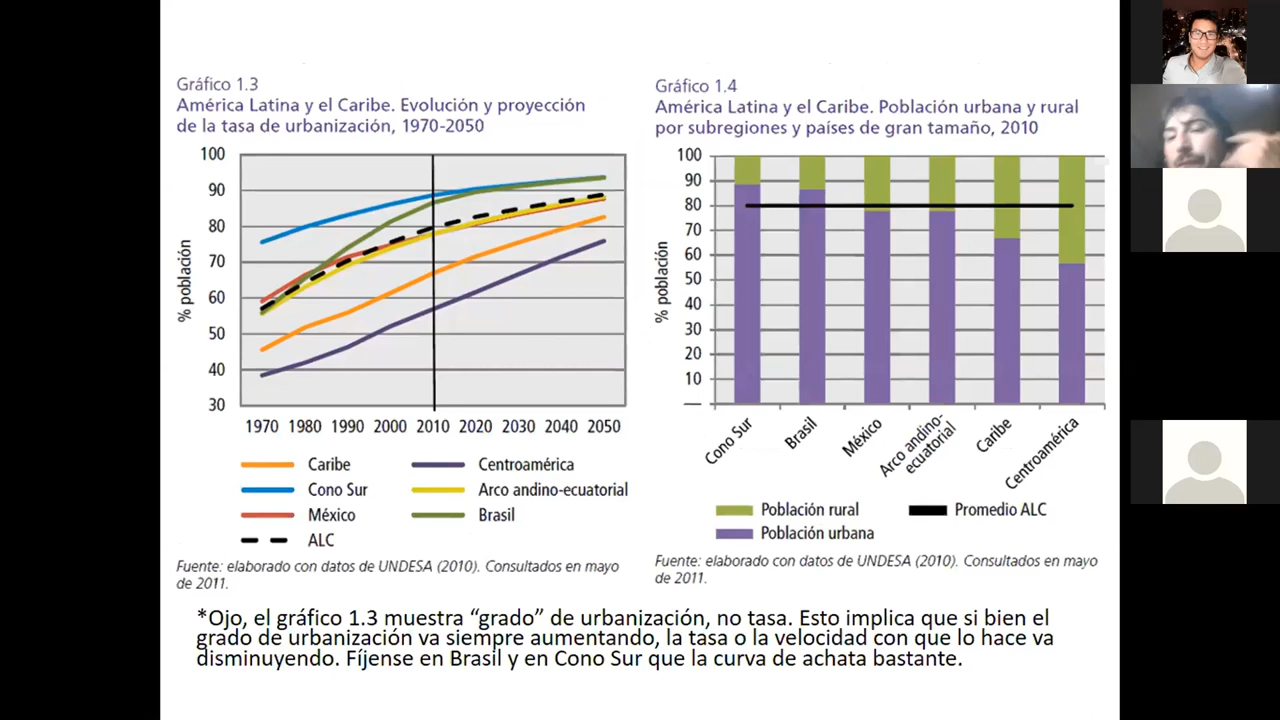 Gráfico 1.3
América Latina y el Caribe. Evolución y proyección
de la tasa de urbanización, 1970-2050
100
90
80
70
60
50
40
30
% población
1970 1980 1990 2000 2010 2020 2030 2040 2050
Caribe
Centroamérica
Cono Sur
Arco andino-ecuatorial
México
Brasil
ALC
Fuente: elaborado con datos de UNDESA (2010). Consultados en mayo
de 2011.
Gráfico 1.4
América Latina y el Caribe. Población urbana y rural
por subregiones y países de gran tamaño, 2010
100
90
80
70
60
50
40
30
20
10
—
% población
Cono Sur
Brasil
México
Arco andino-
ecuatorial
Caribe
Centroamérica
Población rural
Promedio ALC
Población urbana
Fuente: elaborado con datos de UNDESA (2010). Consultados en mayo
de 2011.
*Ojo, el gráfico 1.3 muestra “grado” de urbanización, no tasa. Esto implica que si bien el
grado de urbanización va siempre aumentando, la tasa o la velocidad con que lo hace va
disminuyendo. Fíjense en Brasil y en Cono Sur que la curva de achata bastante.